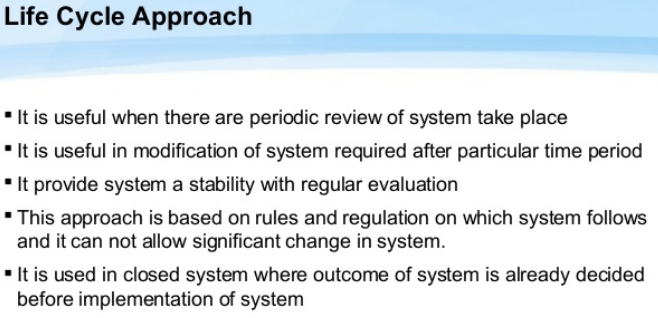 Life Cycle Approach
▪ It is useful when there are periodic review of system take place
▪ It is useful in modification of system required after particular time period
▪ It provide system a stability with regular evaluation
▪ This approach is based on rules and regulation on which system follows
and it can not allow significant change in system.
▪ It is used in closed system where outcome of system is already decided
before implementation of system